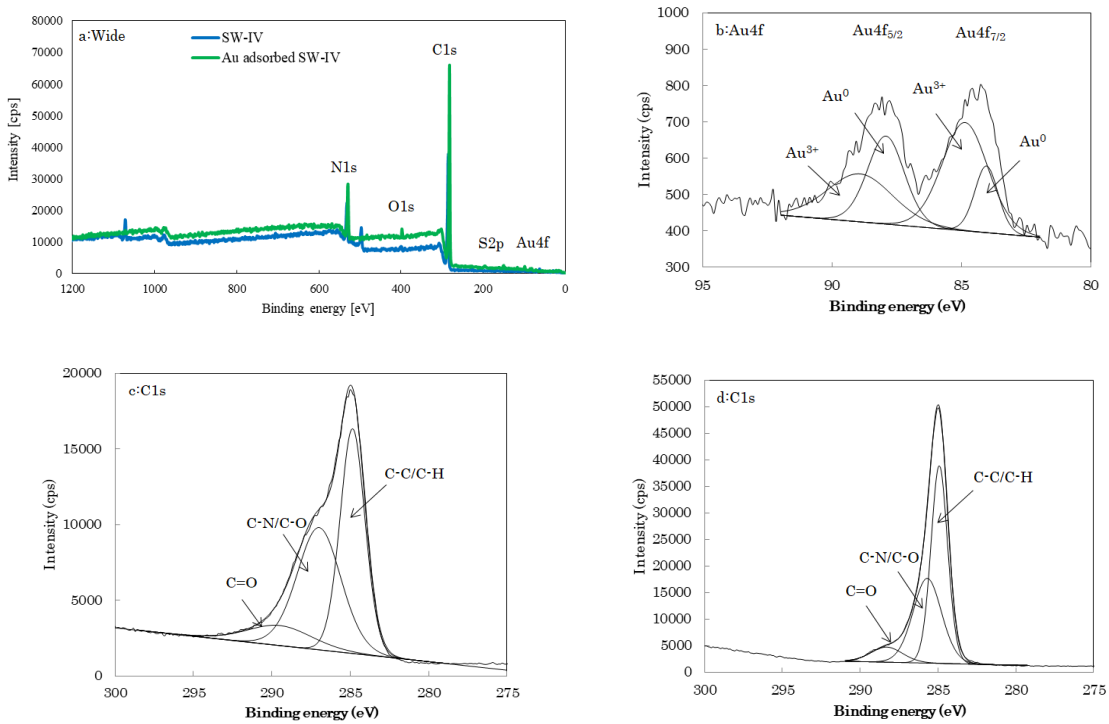 a:Wide
SW-IV
Au adsorbed SW-IV
C1s
N1s
O1s
S2p
Au4f
80000
70000
60000
50000
40000
30000
20000
10000
0
Intensity [cps]
1200
1000
800
600
400
200
0
Binding energy [eV]
b:Au4f
Au4f5/2
Au4f7/2
Au3+
Au0
Au3+
Au0
1000
900
800
700
600
500
400
300
Intensity (cps)
95
90
85
80
Binding energy (eV)
c:C1s
C-C/C-H
C-N/C-O
C=O
20000
15000
10000
5000
0
Intensity (cps)
300
295
290
285
280
275
Binding energy (eV)
d:C1s
C-C/C-H
C-N/C-O
C=O
55000
50000
45000
40000
35000
30000
25000
20000
15000
10000
5000
0
Intensity (cps)
300
295
290
285
280
275
Binding energy (eV)